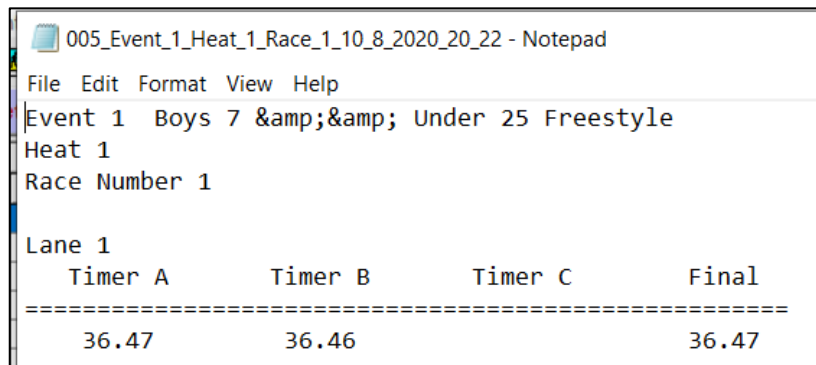 005_Event_1_Heat_1_Race_1_10_8_2020_20_22 - Notepad
File Edit Format View Help
Event 1  Boys 7 &amp;&amp; Under 25 Freestyle
Heat 1
Race Number 1
Lane 1
Timer A Timer B Timer C Final
=====================================================
36.47 36.46 36.47